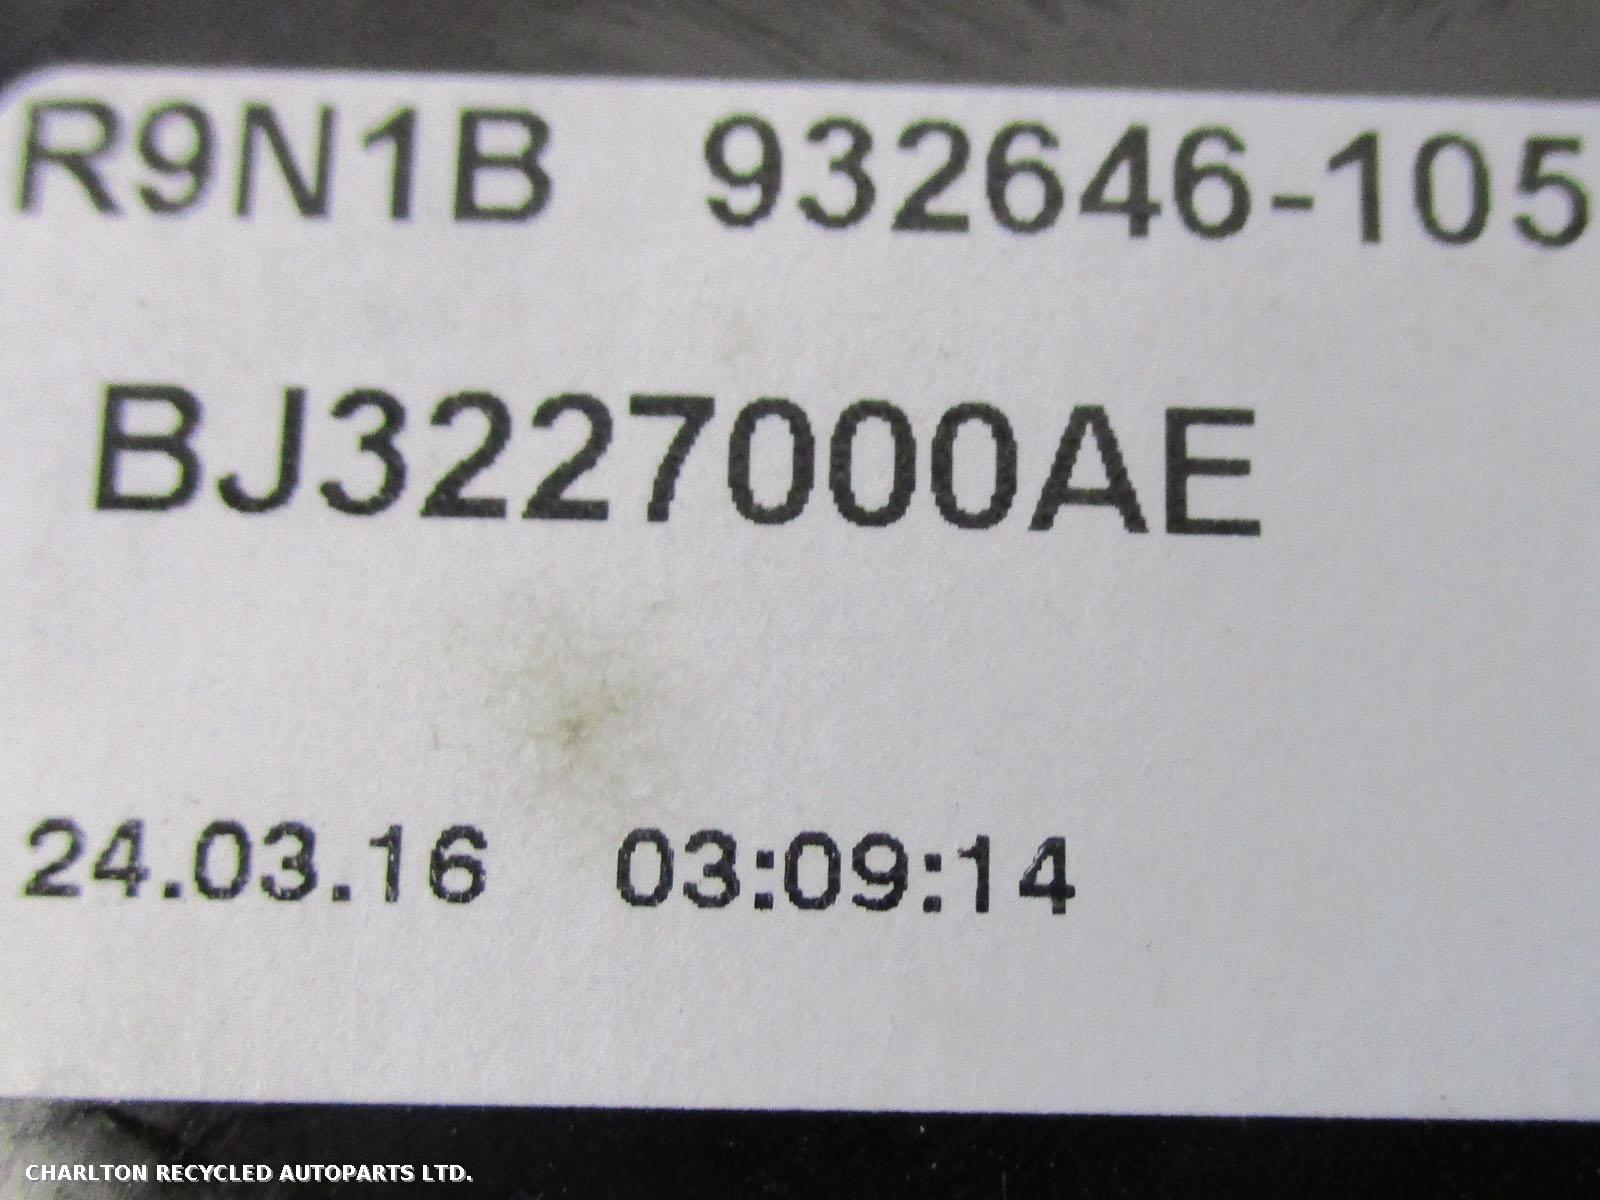 R9N1B 932646-105
BJ3227000AE
24.03.16 03:09:14
CHARLTON RECYCLED AUTOPARTS LTD.